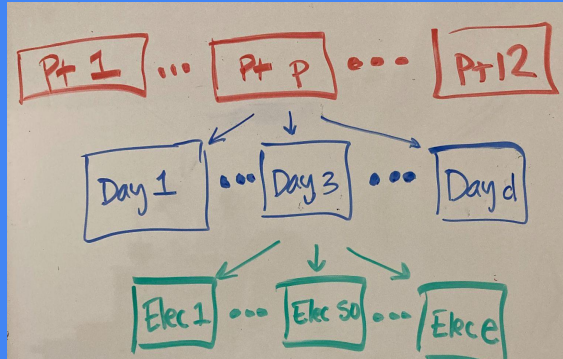 Pt 1 ... Pt p ... Pt 12
Day 1 ... Day 3 ... Day d
Elec 1 ... Elec 50 ... Elec e